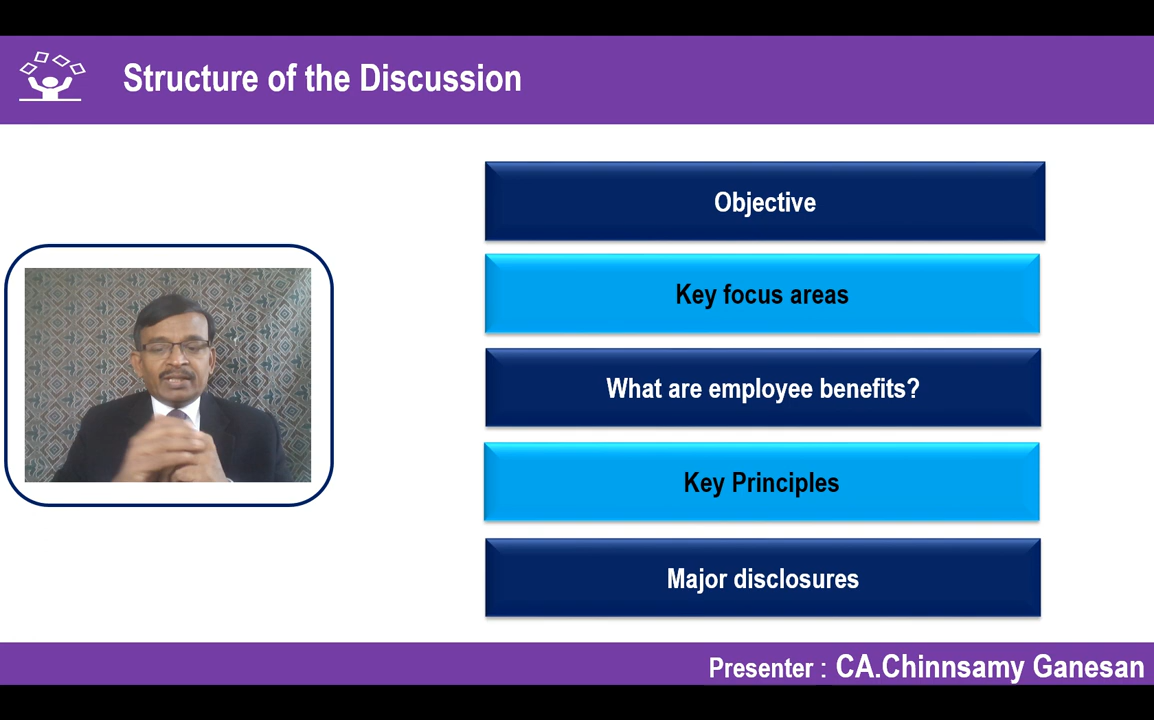 Structure of the Discussion
Objective
Key focus areas
What are employee benefits?
Key Principles
Major disclosures
Presenter : CA.Chinnsamy Ganesan